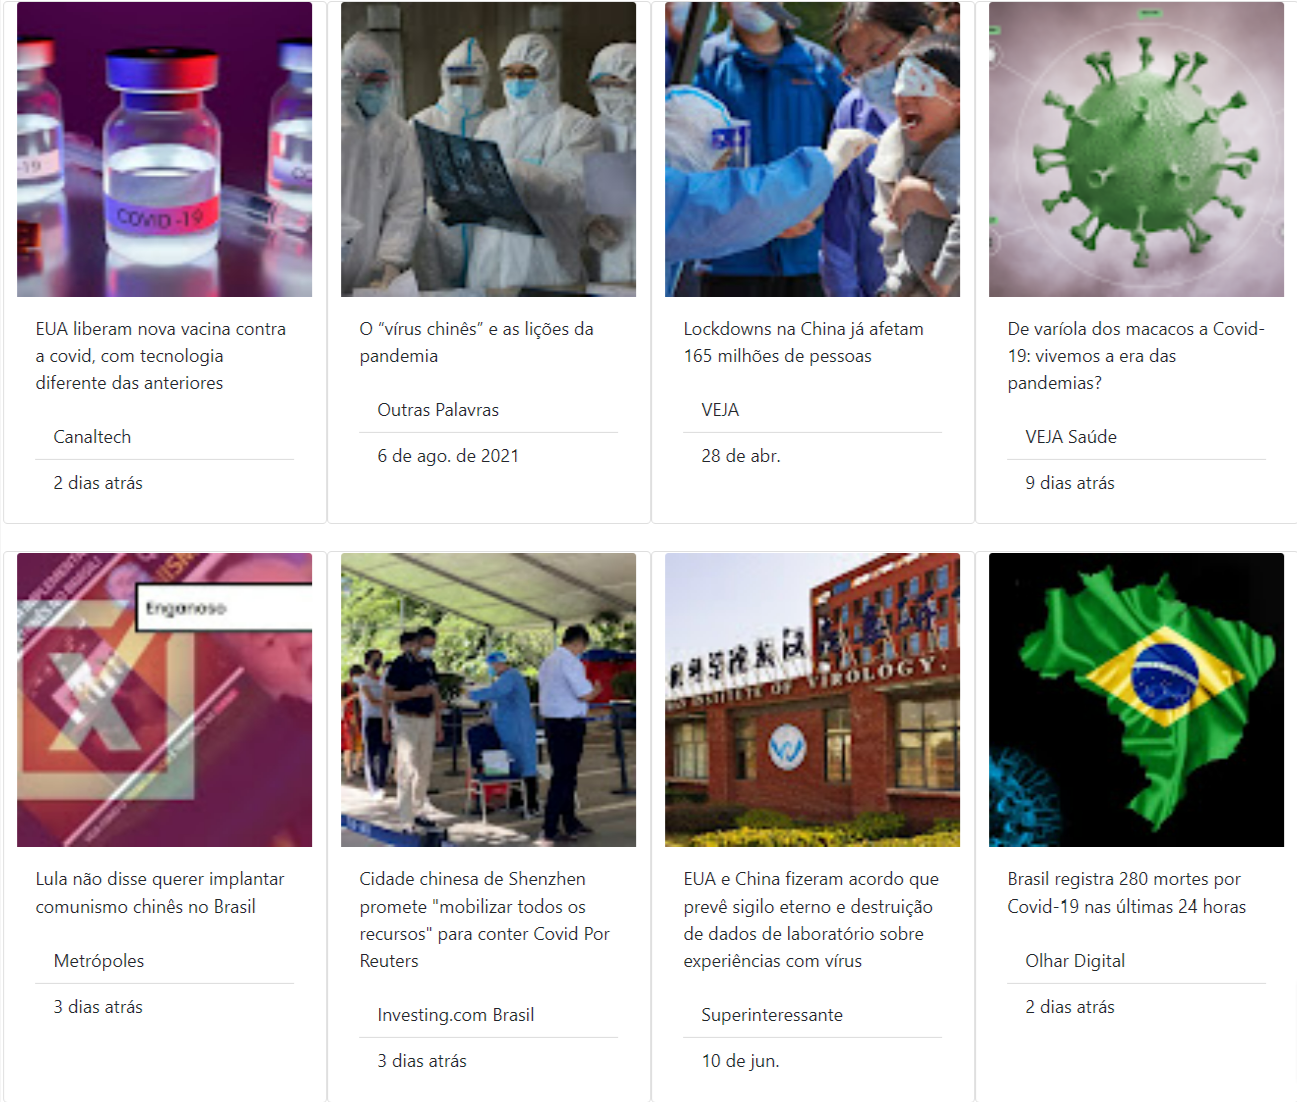 COVID -19
-19
CO
EUA liberam nova vacina contra
a covid, com tecnologia
diferente das anteriores
Canaltech
2 dias atrás
O “vírus chinês” e as lições da
pandemia
Outras Palavras
6 de ago. de 2021
Lockdowns na China já afetam
165 milhões de pessoas
VEJA
28 de abr.
De varíola dos macacos a Covid-
19: vivemos a era das
pandemias?
VEJA Saúde
9 dias atrás
Enganoso
Lula não disse querer implantar
comunismo chinês no Brasil
Metrópoles
3 dias atrás
Cidade chinesa de Shenzhen
promete "mobilizar todos os
recursos" para conter Covid Por
Reuters
Investing.com Brasil
3 dias atrás
INSTITUTE OF VIROLOGY.
EUA e China fizeram acordo que
prevê sigilo eterno e destruição
de dados de laboratório sobre
experiências com vírus
Superinteressante
10 de jun.
Brasil registra 280 mortes por
Covid-19 nas últimas 24 horas
Olhar Digital
2 dias atrás